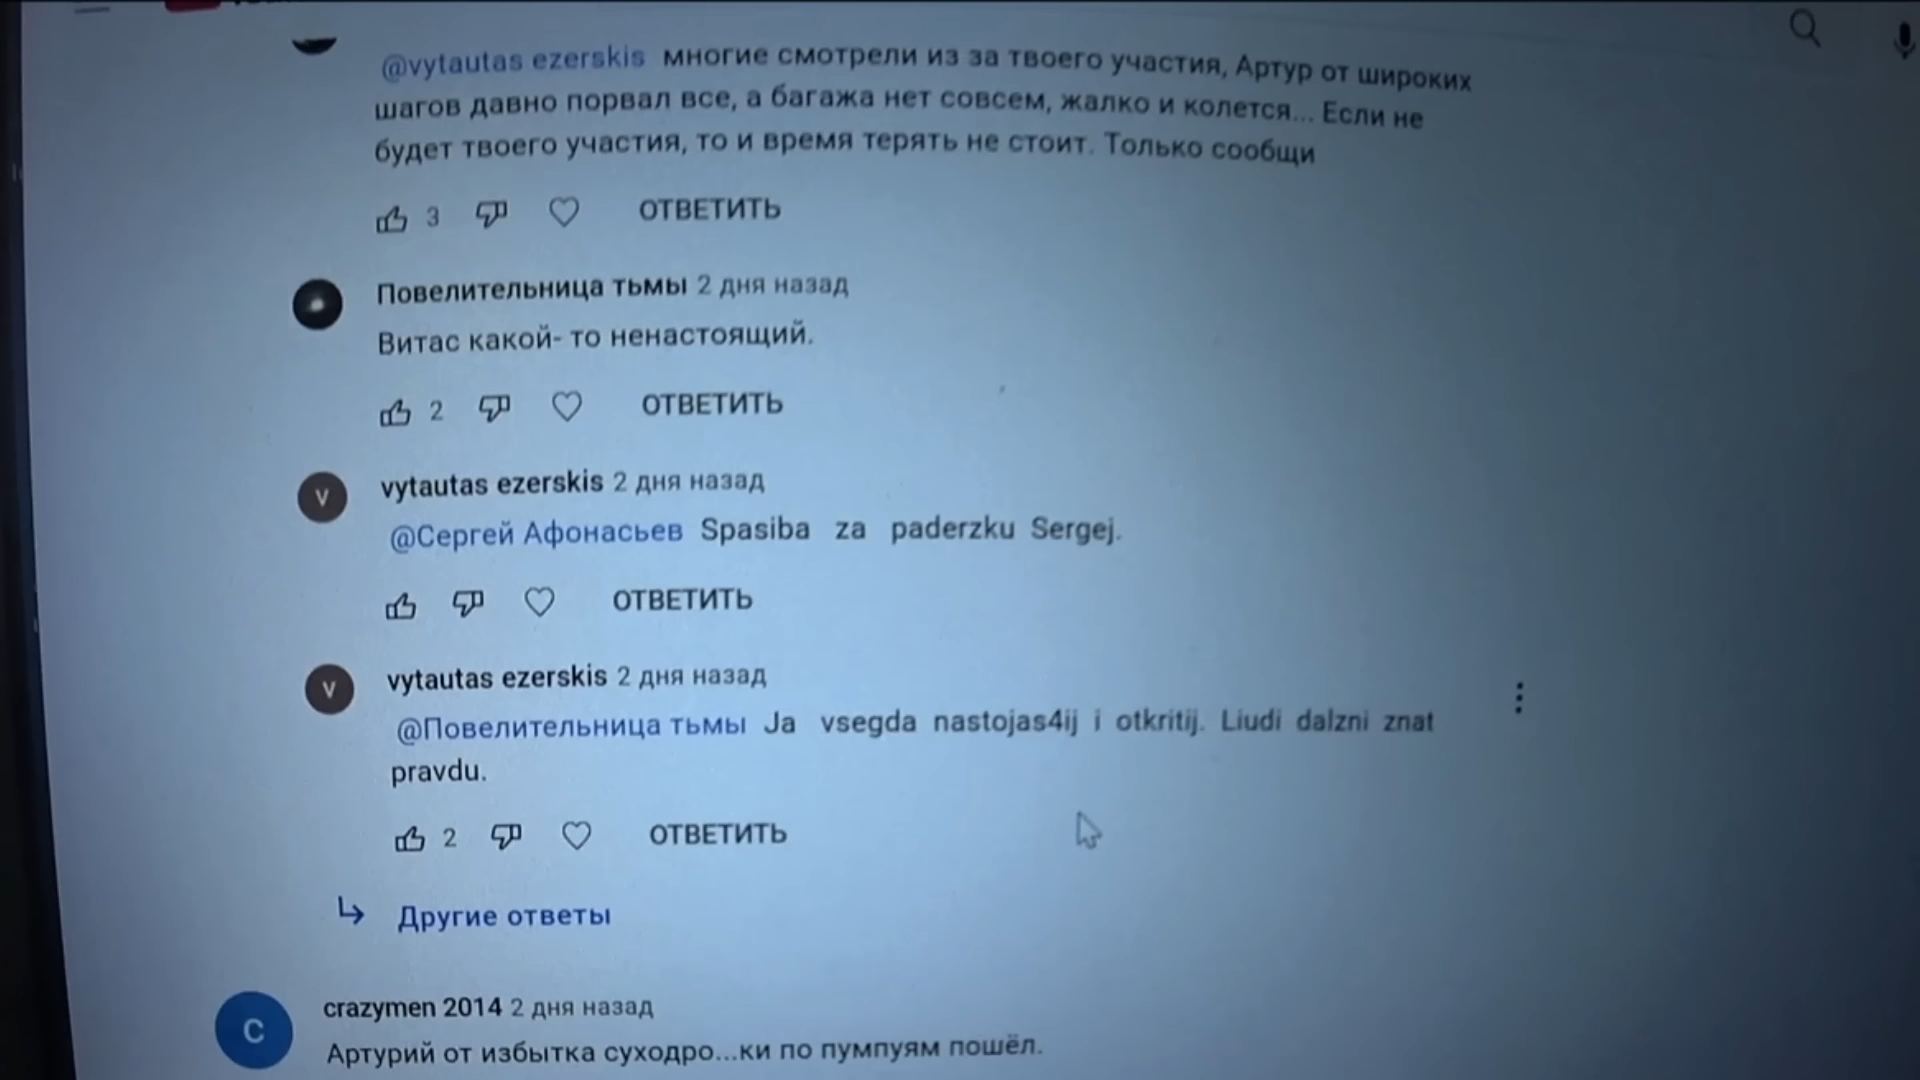 @vytautas ezerskis многие смотрели из за твоего участия, Артур от широких
шагов давно порвал все, а багажа нет совсем, жалко и колется... Если не
будет твоего участия, то и время терять не стоит. Только сообщи
3 ОТВЕТИТЬ
Повелительница тьмы 2 дня назад
Витас какой- то ненастоящий.
2 ОТВЕТИТЬ
V
vytautas ezerskis 2 дня назад
@Сергей Афонасьев Spasiba za paderzku Sergej.
ОТВЕТИТЬ
V
vytautas ezerskis 2 дня назад
@Повелительница тьмы Ja vsegda nastojas4ij i otkritij. Liudi dalzni znat
pravdu.
2 ОТВЕТИТЬ
Другие ответы
C
crazymen 2014 2 дня назад
Артурий от избытка суходро...ки по пумпуям пошёл.